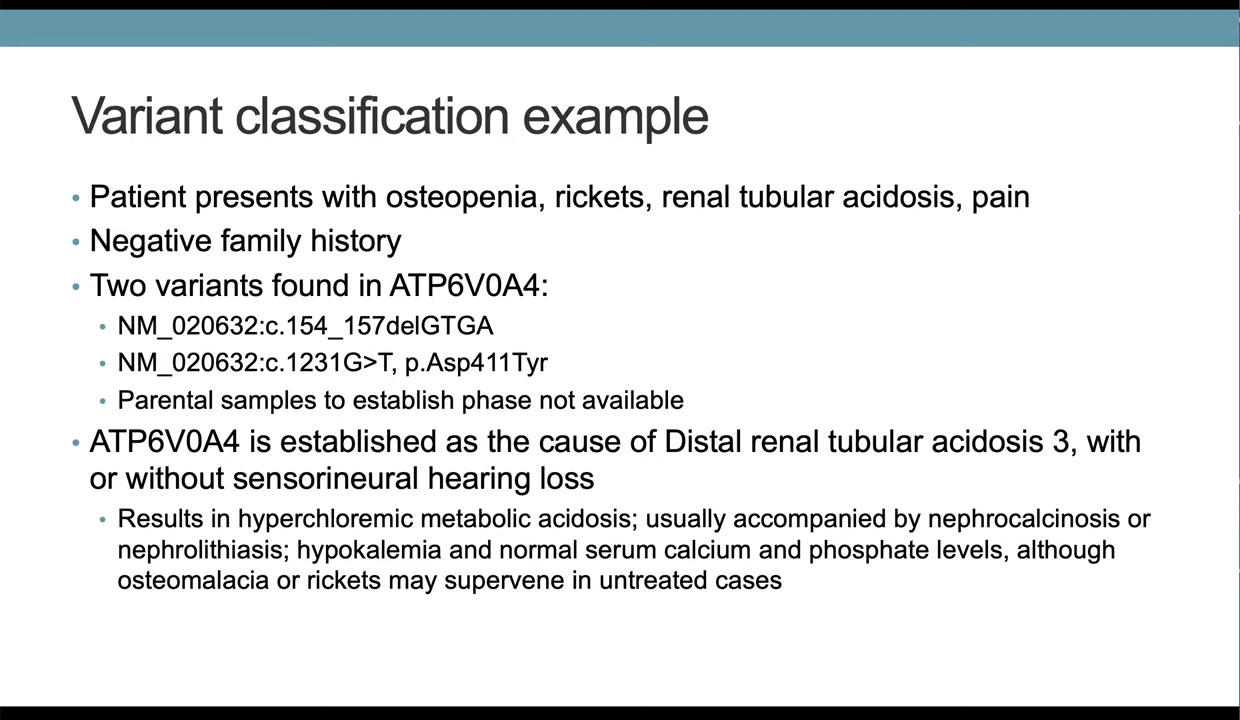 Variant classification example
• Patient presents with osteopenia, rickets, renal tubular acidosis, pain
• Negative family history
• Two variants found in ATP6V0A4:
• NM_020632:c.154_157delGTGA
• NM_020632:c.1231G>T, p.Asp411Tyr
• Parental samples to establish phase not available
• ATP6V0A4 is established as the cause of Distal renal tubular acidosis 3, with
or without sensorineural hearing loss
• Results in hyperchloremic metabolic acidosis; usually accompanied by nephrocalcinosis or
nephrolithiasis; hypokalemia and normal serum calcium and phosphate levels, although
osteomalacia or rickets may supervene in untreated cases